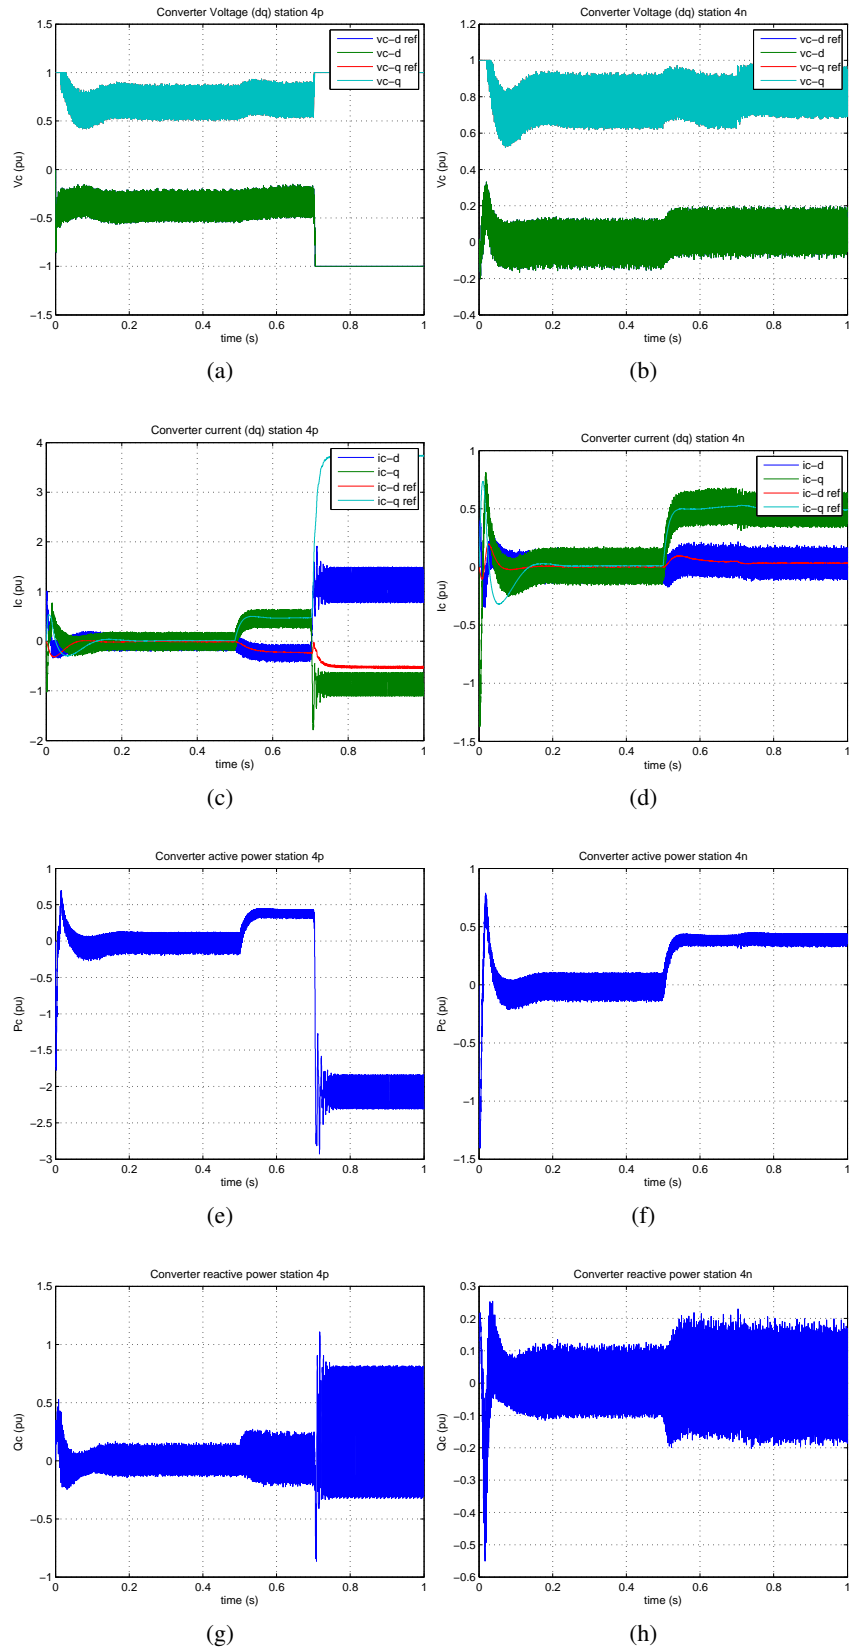 Converter Voltage (dq) station 4p
Vc (pu)
1.5
1
0.5
0
−0.5
−1
−1.5
vc−d ref
vc−d
vc−q ref
vc−q
0 0.2 0.4 0.6 0.8 1
time (s)
(a)
Converter Voltage (dq) station 4n
Vc (pu)
1.2
1
0.8
0.6
0.4
0.2
0
−0.2
−0.4
vc−d ref
vc−d
vc−q ref
vc−q
0 0.2 0.4 0.6 0.8 1
time (s)
(b)
Converter current (dq) station 4p
Ic (pu)
4
3
2
1
0
−1
−2
ic−d
ic−q
ic−d ref
ic−q ref
0 0.2 0.4 0.6 0.8 1
time (s)
(c)
Converter current (dq) station 4n
Ic (pu)
1
0.5
0
−0.5
−1
−1.5
ic−d
ic−q
ic−d ref
ic−q ref
0 0.2 0.4 0.6 0.8 1
time (s)
(d)
Converter active power station 4p
Pc (pu)
1
0.5
0
−0.5
−1
−1.5
−2
−2.5
−3
0 0.2 0.4 0.6 0.8 1
time (s)
(e)
Converter active power station 4n
Pc (pu)
1
0.5
0
−0.5
−1
−1.5
0 0.2 0.4 0.6 0.8 1
time (s)
(f)
Converter reactive power station 4p
Qc (pu)
1.5
1
0.5
0
−0.5
−1
0 0.2 0.4 0.6 0.8 1
time (s)
(g)
Converter reactive power station 4n
Qc (pu)
0.3
0.2
0.1
0
−0.1
−0.2
−0.3
−0.4
−0.5
−0.6
0 0.2 0.4 0.6 0.8 1
time (s)
(h)